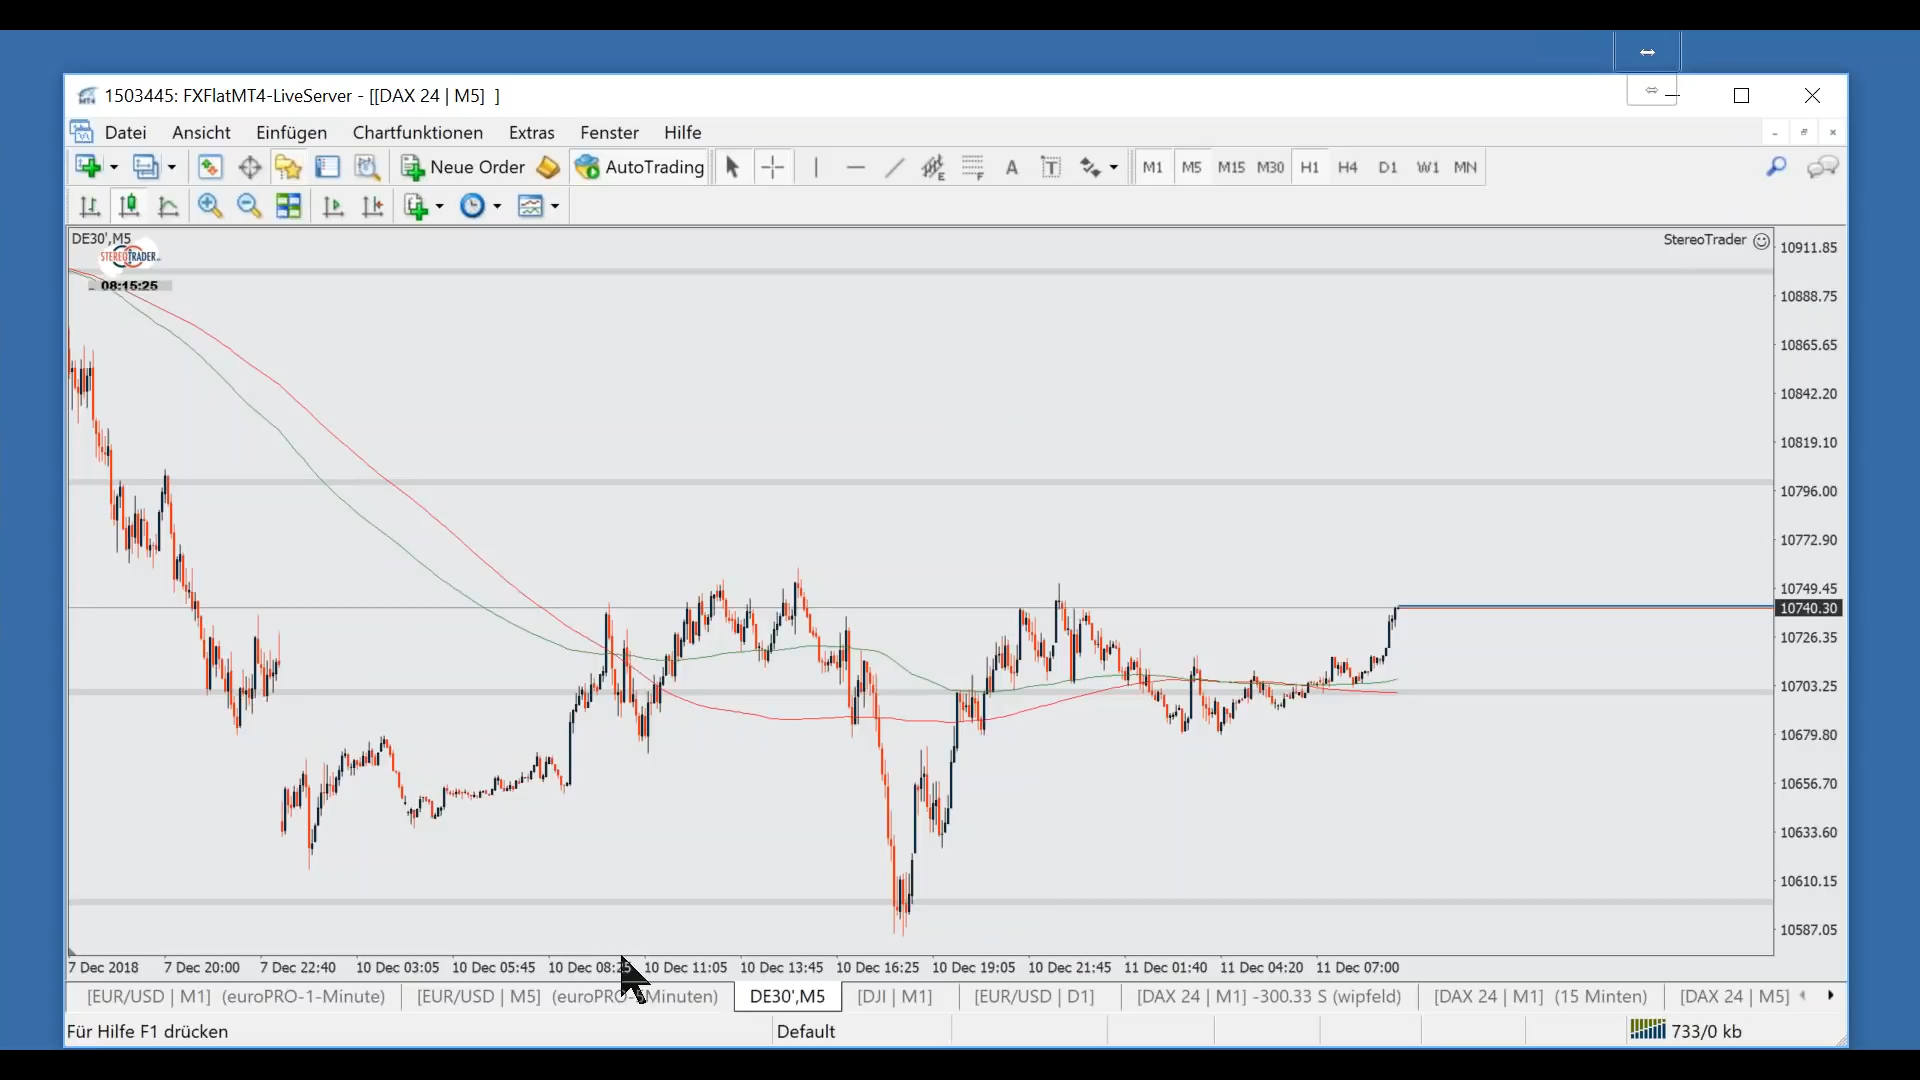 1503445: FXFlatMT4-LiveServer - [[DAX 24 | M5] ]
Datei Ansicht Einfügen Chartfunktionen Extras Fenster Hilfe
Neue Order AutoTrading E F A T M1 M5 M15 M30 H1 H4 D1 W1 MN
DE30',M5
STEREOTRADER
08:15:25
StereoTrader
10911.85
10888.75
10865.65
10842.20
10819.10
10796.00
10772.90
10749.45
10740.30
10726.35
10703.25
10679.80
10656.70
10633.60
10610.15
10587.05
7 Dec 2018 7 Dec 20:00 7 Dec 22:40 10 Dec 03:05 10 Dec 05:45 10 Dec 08:25 10 Dec 11:05 10 Dec 13:45 10 Dec 16:25 10 Dec 19:05 10 Dec 21:45 11 Dec 01:40 11 Dec 04:20 11 Dec 07:00
[EUR/USD | M1] (euroPRO-1-Minute) [EUR/USD | M5] (euroPRO-5Minuten) DE30',M5 [DJI | M1] [EUR/USD | D1] [DAX 24 | M1] -300.33 S (wipfeld) [DAX 24 | M1] (15 Minten) [DAX 24 | M5]
Für Hilfe F1 drücken Default 733/0 kb